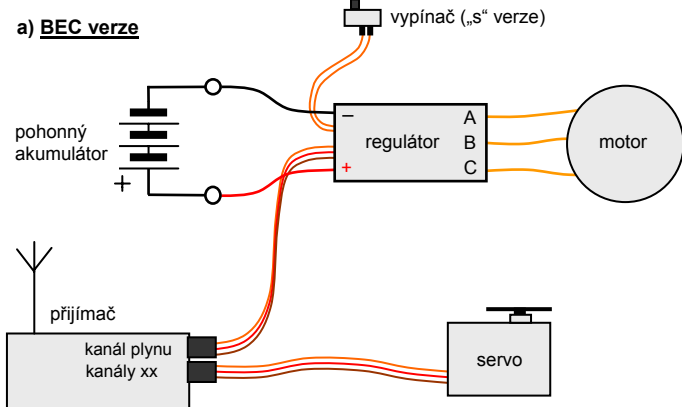 a) BEC verze
vypínač („s“ verze)
pohonný
akumulátor
+
−
+
regulátor
A
B
C
motor
přijímač
kanál plynu
kanály xx
servo